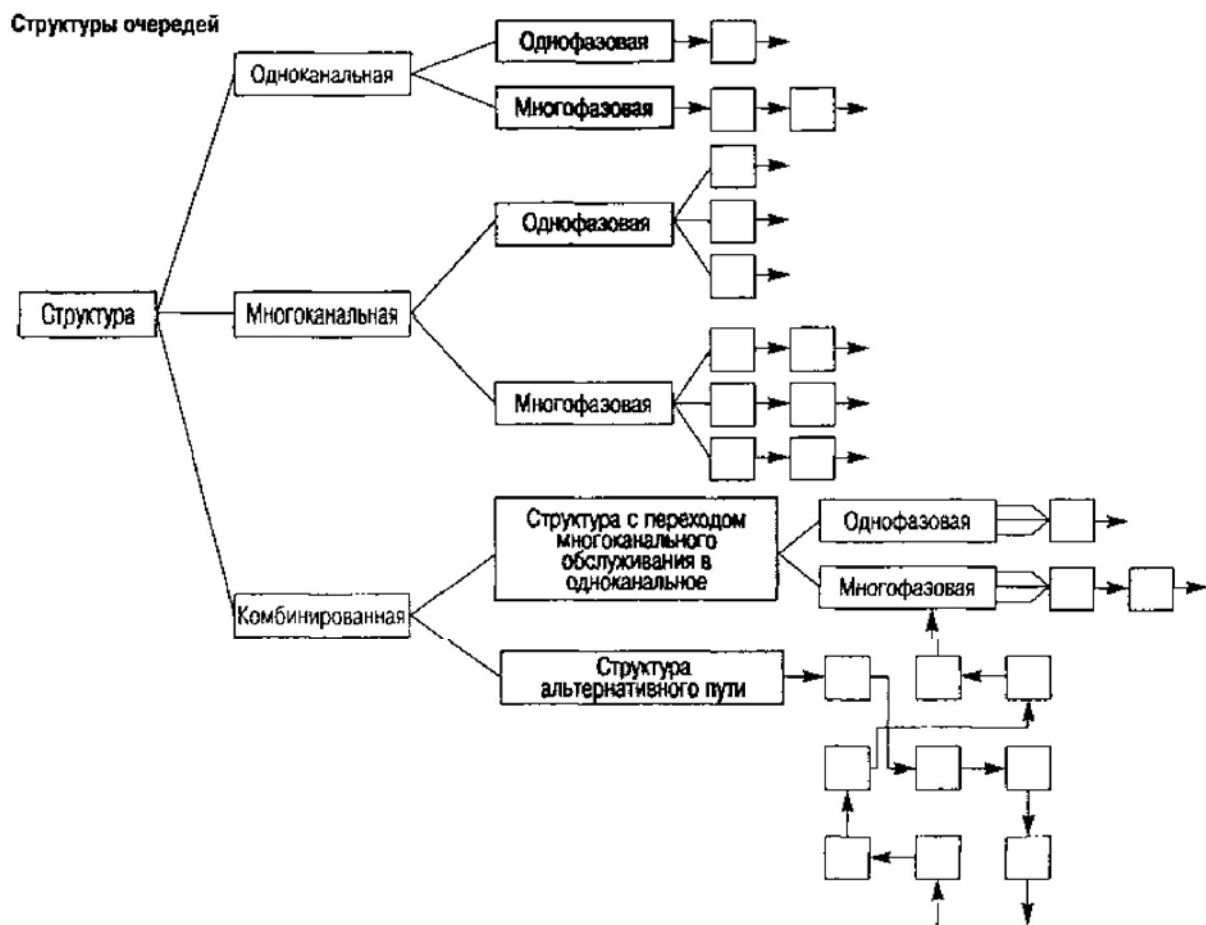 Структуры очередей
Одноканальная
Однофазовая
Многофазовая
Структура
Многоканальная
Однофазовая
Многофазовая
Комбинированная
Структура с переходом
многоканального
обслуживания в
одноканальное
Однофазовая
Многофазовая
Структура
альтернативного пути